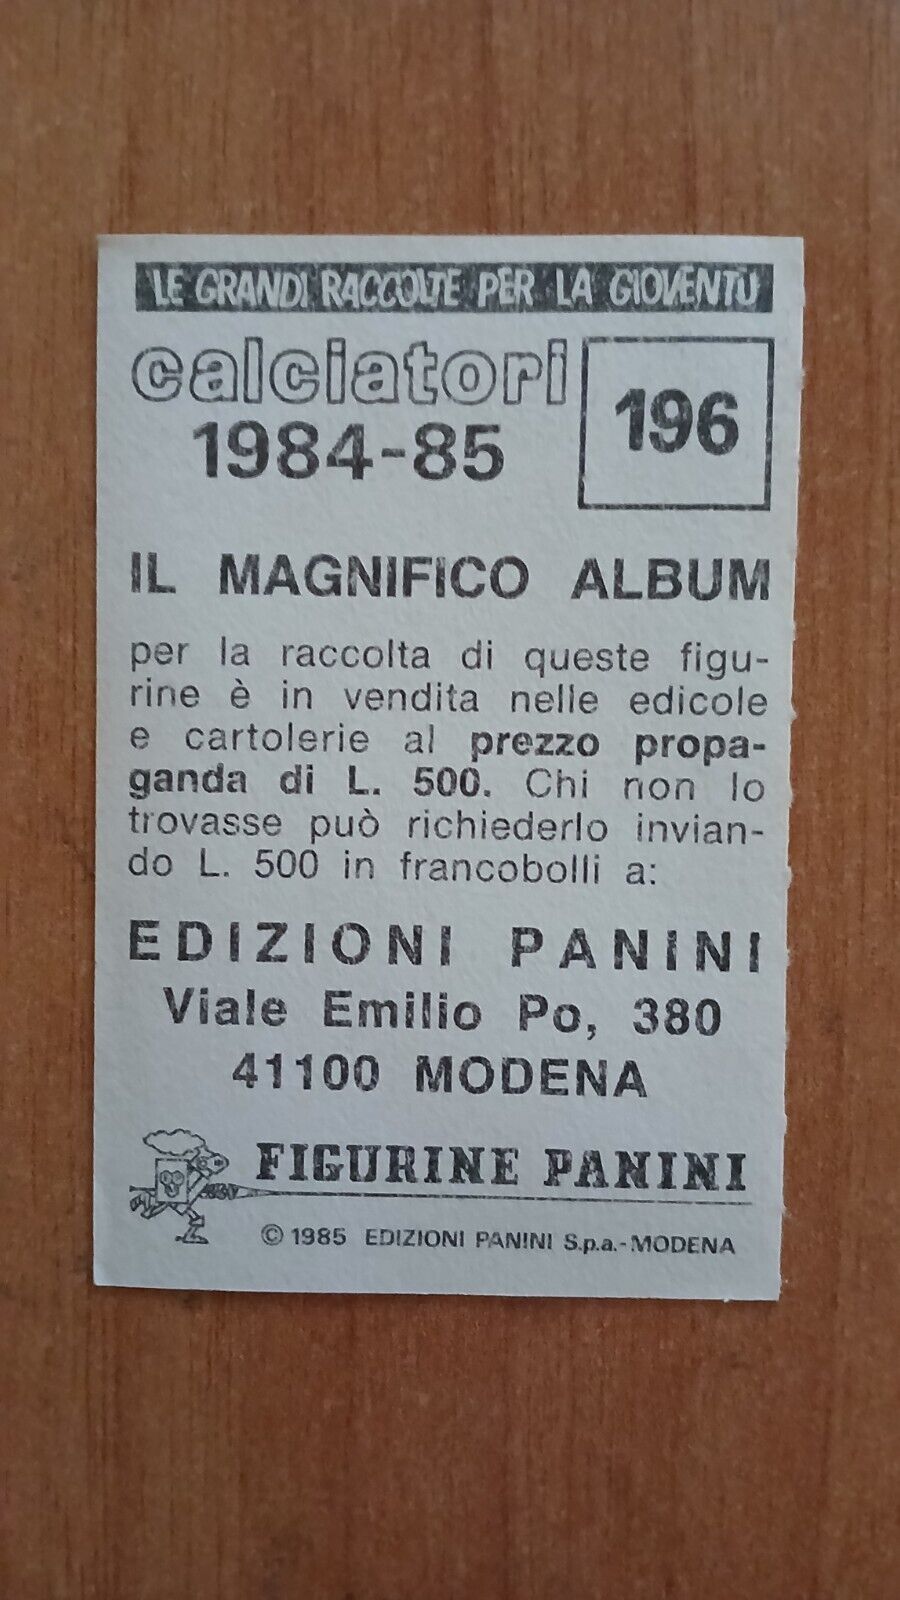 LE GRANDI RACCOLTE PER LA GIOVENTÙ
calciatori
1984-85
196
IL MAGNIFICO ALBUM
per la raccolta di queste figu-
rine è in vendita nelle edicole
e cartolerie al prezzo propa-
ganda di L. 500. Chi non lo
trovasse può richiederlo invian-
do L. 500 in francobolli a:
EDIZIONI PANINI
Viale Emilio Po, 380
41100 MODENA
FIGURINE PANINI
© 1985 EDIZIONI PANINI S.p.a.-MODENA